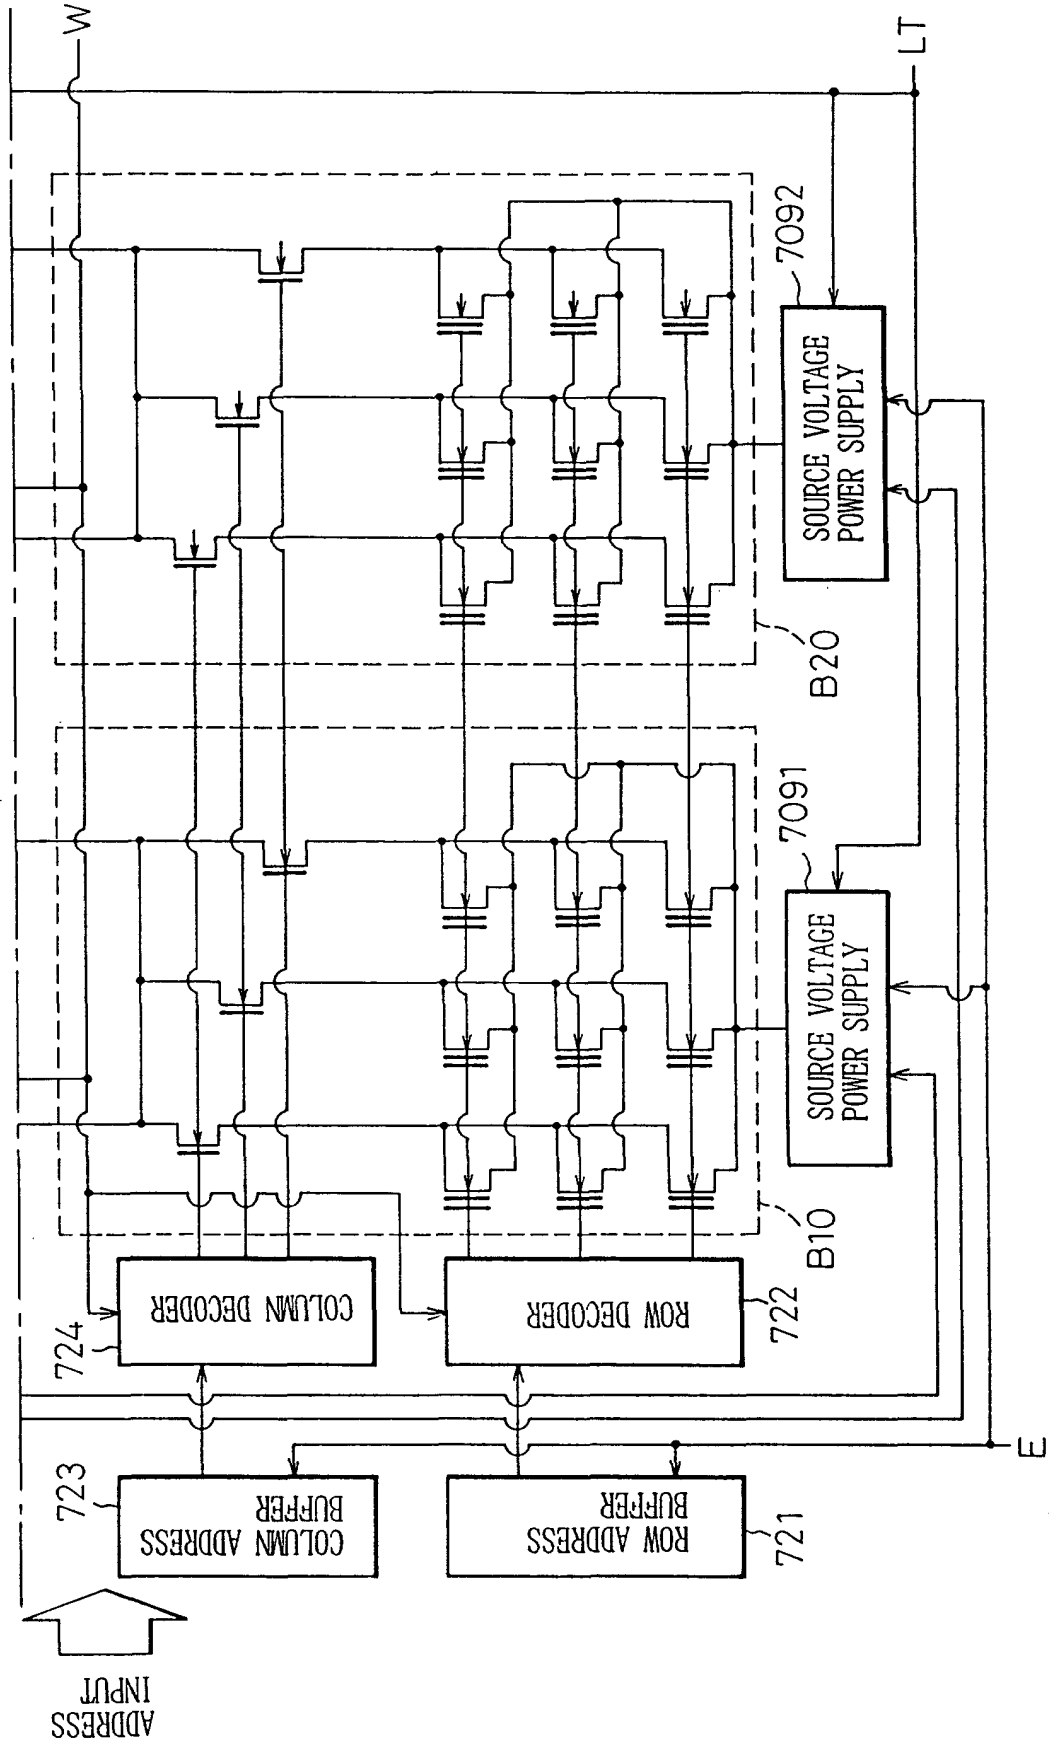 ADDRESS
INPUT
COLUMN ADDRESS
BUFFER
723
ROW ADDRESS
BUFFER
721
E
COLUMN DECODER
724
ROW DECODER
722
B10
SOURCE VOLTAGE
POWER SUPPLY
7091
B20
SOURCE VOLTAGE
POWER SUPPLY
7092
W
LT